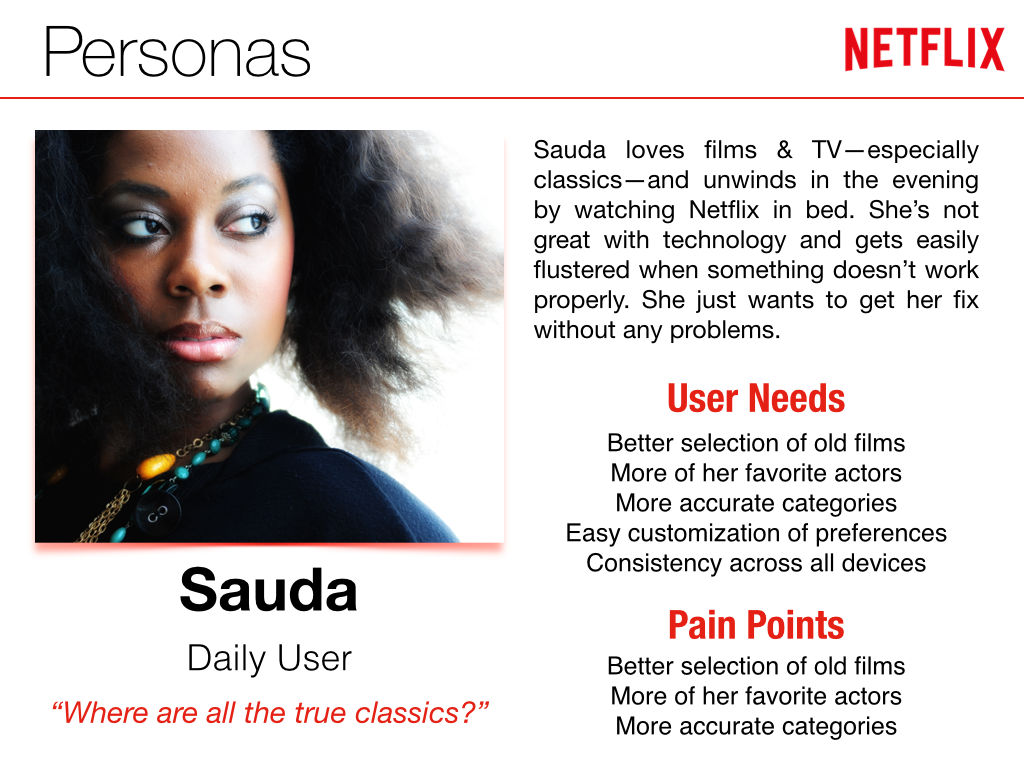 Personas
NETFLIX
Sauda loves films & TV—especially
classics—and unwinds in the evening
by watching Netflix in bed. She’s not
great with technology and gets easily
flustered when something doesn’t work
properly. She just wants to get her fix
without any problems.
User Needs
Better selection of old films
More of her favorite actors
More accurate categories
Easy customization of preferences
Consistency across all devices
Pain Points
Better selection of old films
More of her favorite actors
More accurate categories
Sauda
Daily User
“Where are all the true classics?”